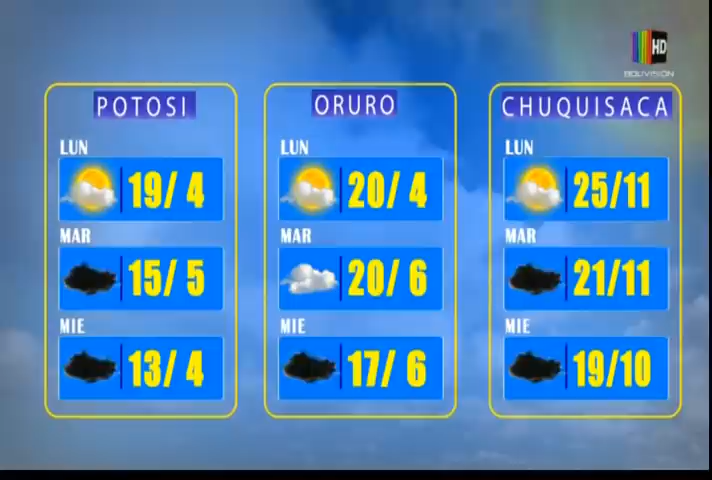 HD
BOLIVISIÓN
POTOSI
LUN
19/ 4
MAR
15/ 5
MIE
13/ 4
ORURO
LUN
20/ 4
MAR
20/ 6
MIE
17/ 6
CHUQUISACA
LUN
25/11
MAR
21/11
MIE
19/10